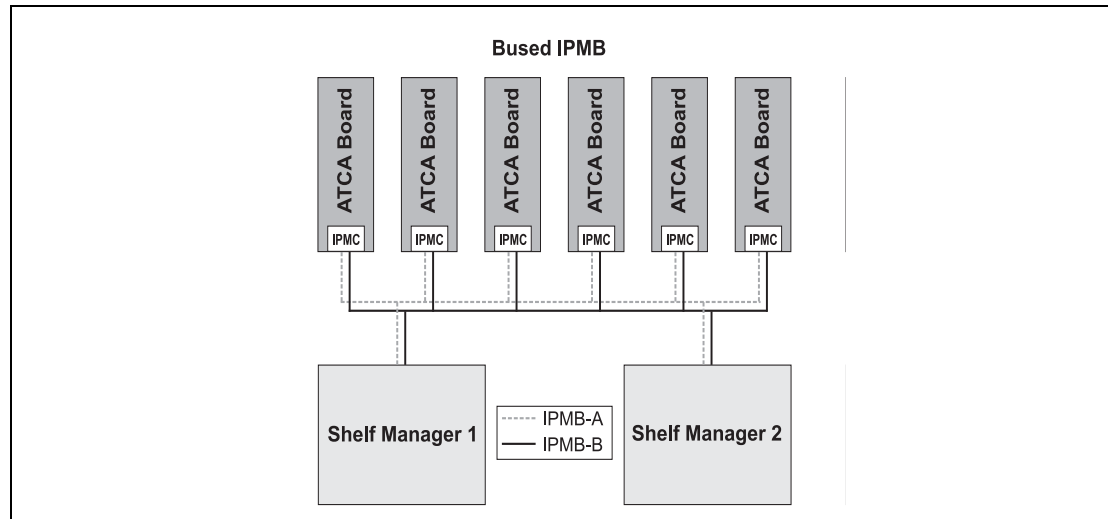 Bused IPMB
ATCA Board
ATCA Board
ATCA Board
ATCA Board
ATCA Board
ATCA Board
IPMC
IPMC
IPMC
IPMC
IPMC
IPMC
Shelf Manager 1
IPMB-A
IPMB-B
Shelf Manager 2